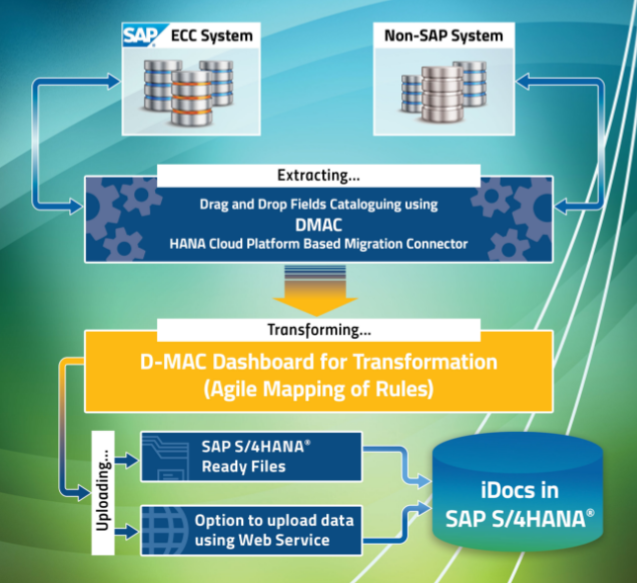 SAP ECC System
Non-SAP System
Extracting...
Drag and Drop Fields Cataloguing using
DMAC
HANA Cloud Platform Based Migration Connector
Transforming...
D-MAC Dashboard for Transformation
(Agile Mapping of Rules)
Uploading...
SAP S/4HANA®
Ready Files
Option to upload data
using Web Service
iDocs in
SAP S/4HANA®